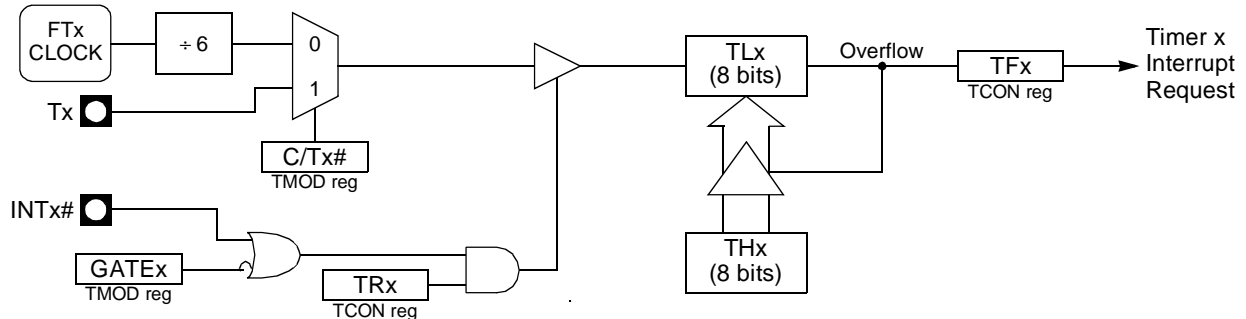 FTx
CLOCK
÷ 6
0
1
Tx
C/Tx#
TMOD reg
TLx
(8 bits)
Overflow
TFx
TCON reg
Timer x
Interrupt
Request
INTx#
GATEx
TMOD reg
TRx
TCON reg
THx
(8 bits)